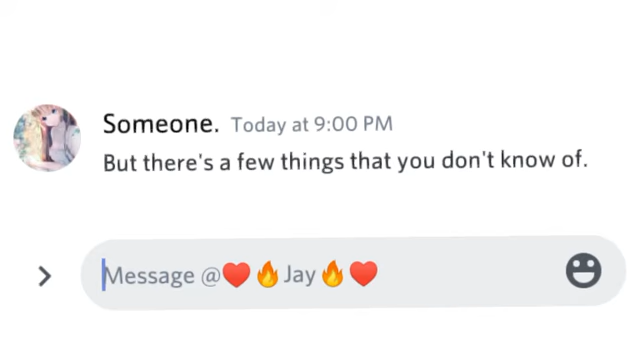 Someone. Today at 9:00 PM
But there's a few things that you don't know of.
Message @❤️🔥Jay🔥❤️